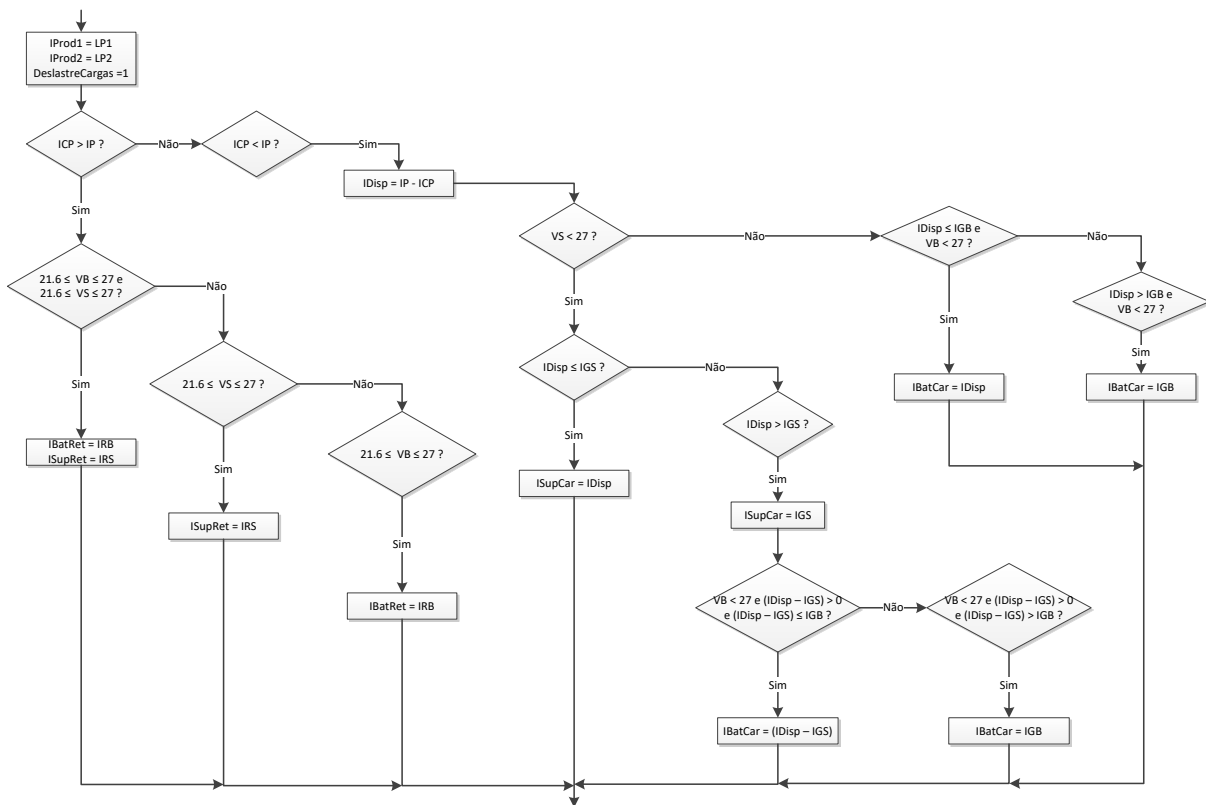 IProd1 = LP1
IProd2 = LP2
DeslastreCargas =1
ICP > IP ?
Não
ICP < IP ?
Sim
IDisp = IP - ICP
Sim
VS < 27 ?
Não
IDisp ≤ IGB e
VB < 27 ?
Não
21.6 ≤ VB ≤ 27 e
21.6 ≤ VS ≤ 27 ?
Não
Sim
IDisp > IGB e
VB < 27 ?
Sim
Sim
Sim
21.6 ≤ VS ≤ 27 ?
Não
IDisp ≤ IGS ?
Não
Sim
IBatCar = IDisp
IBatCar = IGB
IBatRet = IRB
ISupRet = IRS
21.6 ≤ VB ≤ 27 ?
Sim
IDisp > IGS ?
Sim
ISupCar = IDisp
Sim
ISupRet = IRS
ISupCar = IGS
Sim
Sim
IBatRet = IRB
VB < 27 e (IDisp – IGS) > 0
e (IDisp – IGS) ≤ IGB ?
Não
VB < 27 e (IDisp – IGS) > 0
e (IDisp – IGS) > IGB ?
Sim
Sim
IBatCar = (IDisp – IGS)
IBatCar = IGB